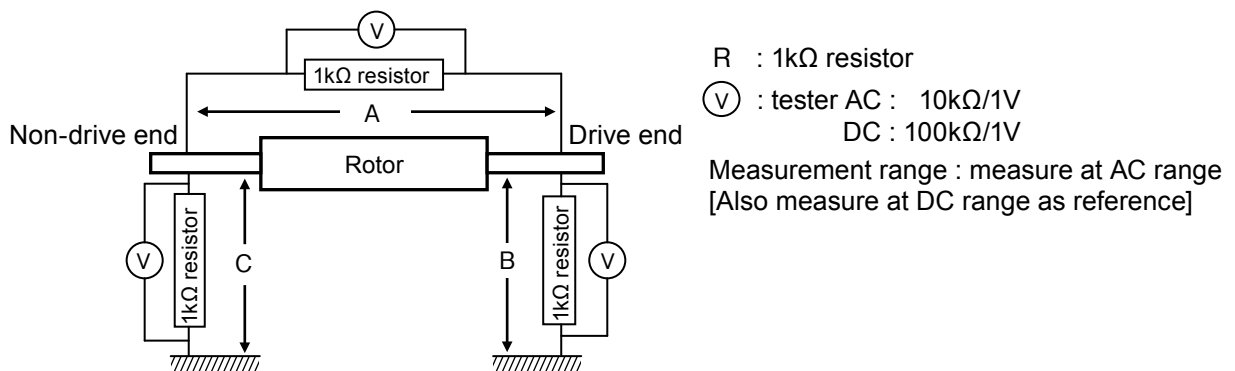 V
1kΩ resistor
A
Non-drive end
Drive end
Rotor
V
1kΩ resistor
C
B
1kΩ resistor
V
R : 1kΩ resistor
V : tester AC : 10kΩ/1V
DC : 100kΩ/1V
Measurement range : measure at AC range
[Also measure at DC range as reference]